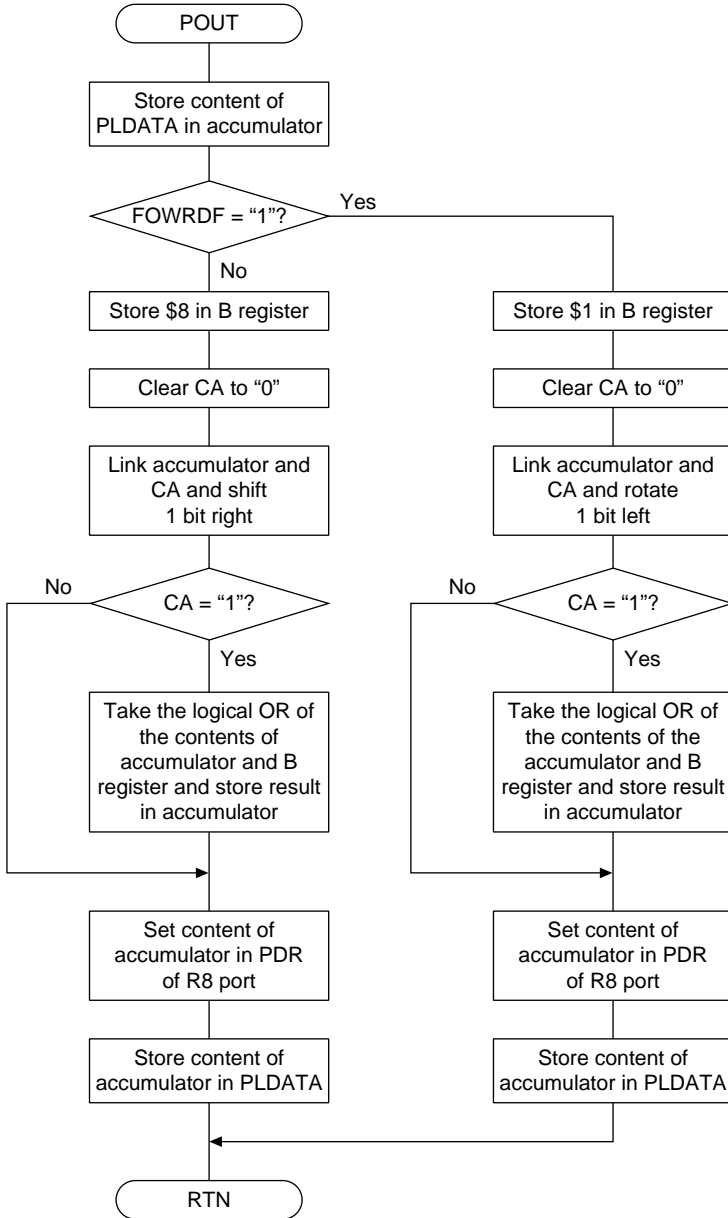 POUT
Store content of
PLDATA in accumulator
FOWRDF = “1”?
Yes
No
Store $8 in B register
Clear CA to “0”
Link accumulator and
CA and shift
1 bit right
No
CA = “1”?
Yes
Take the logical OR of
the contents of
accumulator and B
register and store result
in accumulator
Set content of
accumulator in PDR
of R8 port
Store content of
accumulator in PLDATA
Store $1 in B register
Clear CA to “0”
Link accumulator and
CA and rotate
1 bit left
No
CA = “1”?
Yes
Take the logical OR of
the contents of the
accumulator and B
register and store result
in accumulator
Set content of
accumulator in PDR
of R8 port
Store content of
accumulator in PLDATA
RTN